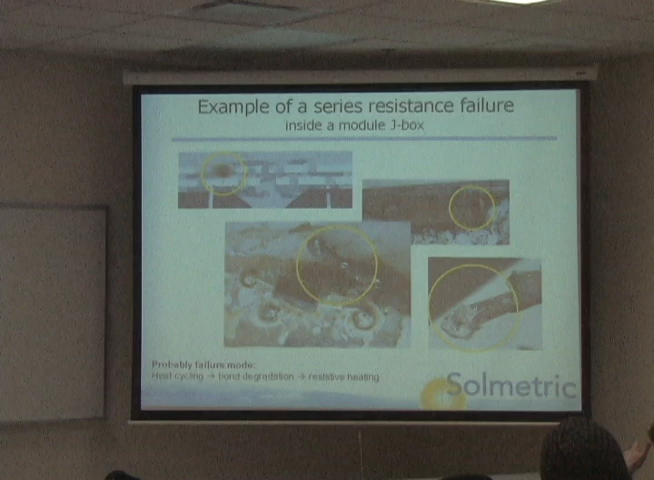 Example of a series resistance failure
inside a module J-box
Probably failure mode:
Heat cycling → bond degradation → resistive heating
Solmetric